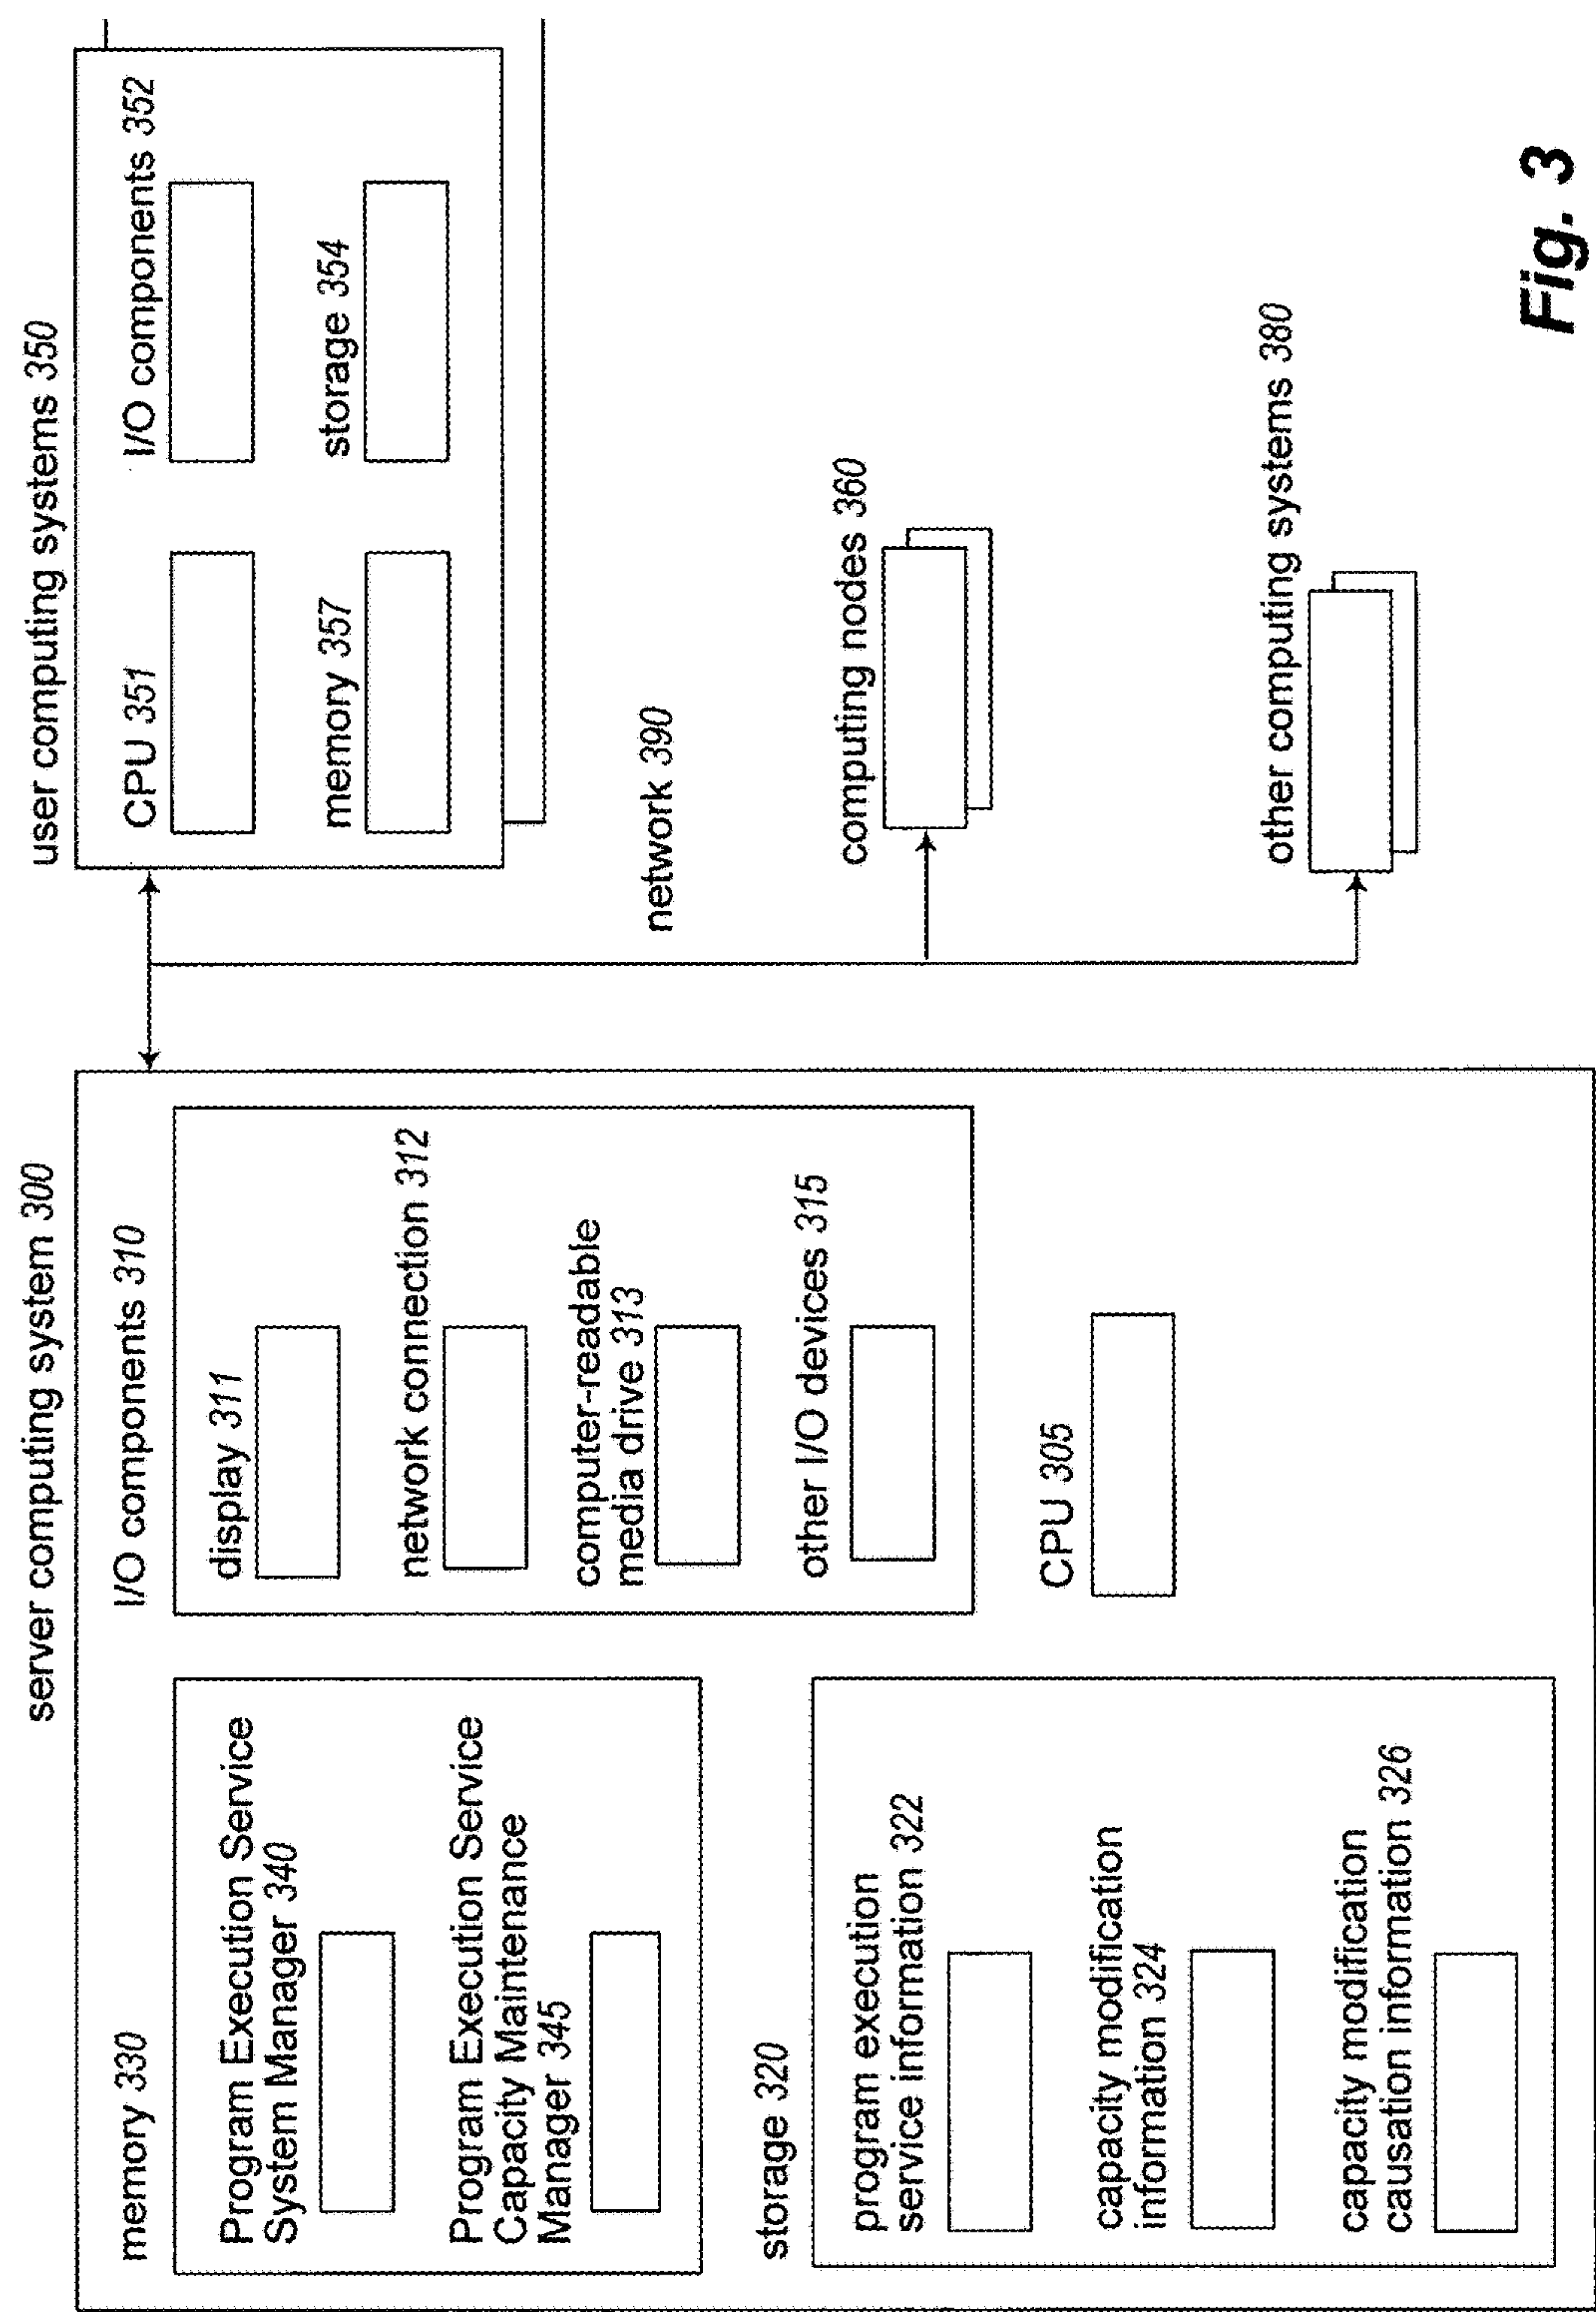 server computing system 300
memory 330
Program Execution Service
System Manager 340
Program Execution Service
Capacity Maintenance
Manager 345
storage 320
program execution
service information 322
capacity modification
information 324
capacity modification
causation information 326
I/O components 310
display 311
network connection 312
computer-readable
media drive 313
other I/O devices 315
CPU 305
user computing systems 350
CPU 351
I/O components 352
memory 357
storage 354
network 390
computing nodes 360
other computing systems 380
Fig. 3